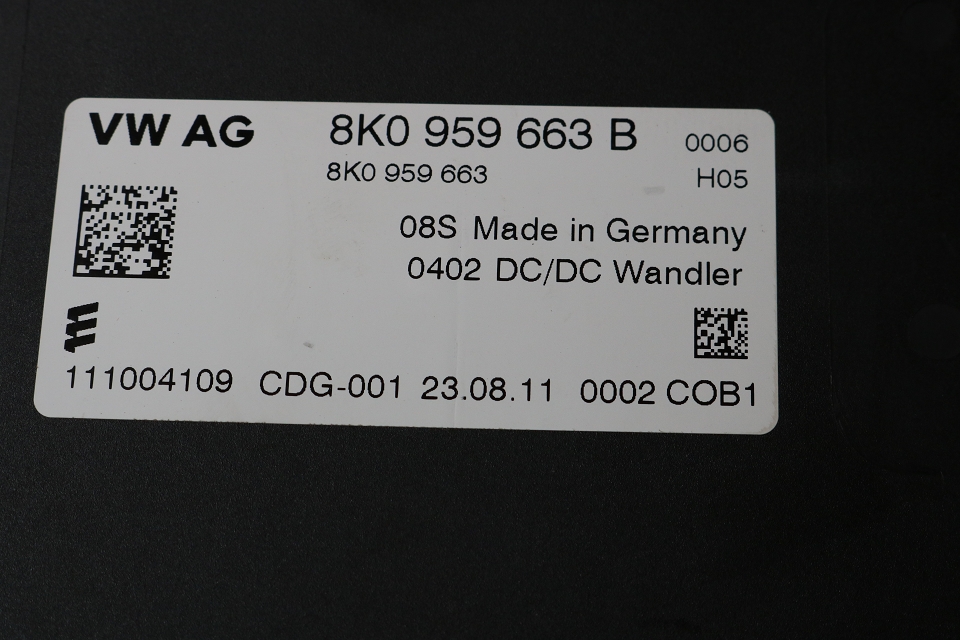 VW AG 8K0 959 663 B 0006
8K0 959 663 H05
08S Made in Germany
0402 DC/DC Wandler
111004109 CDG-001 23.08.11 0002 COB1